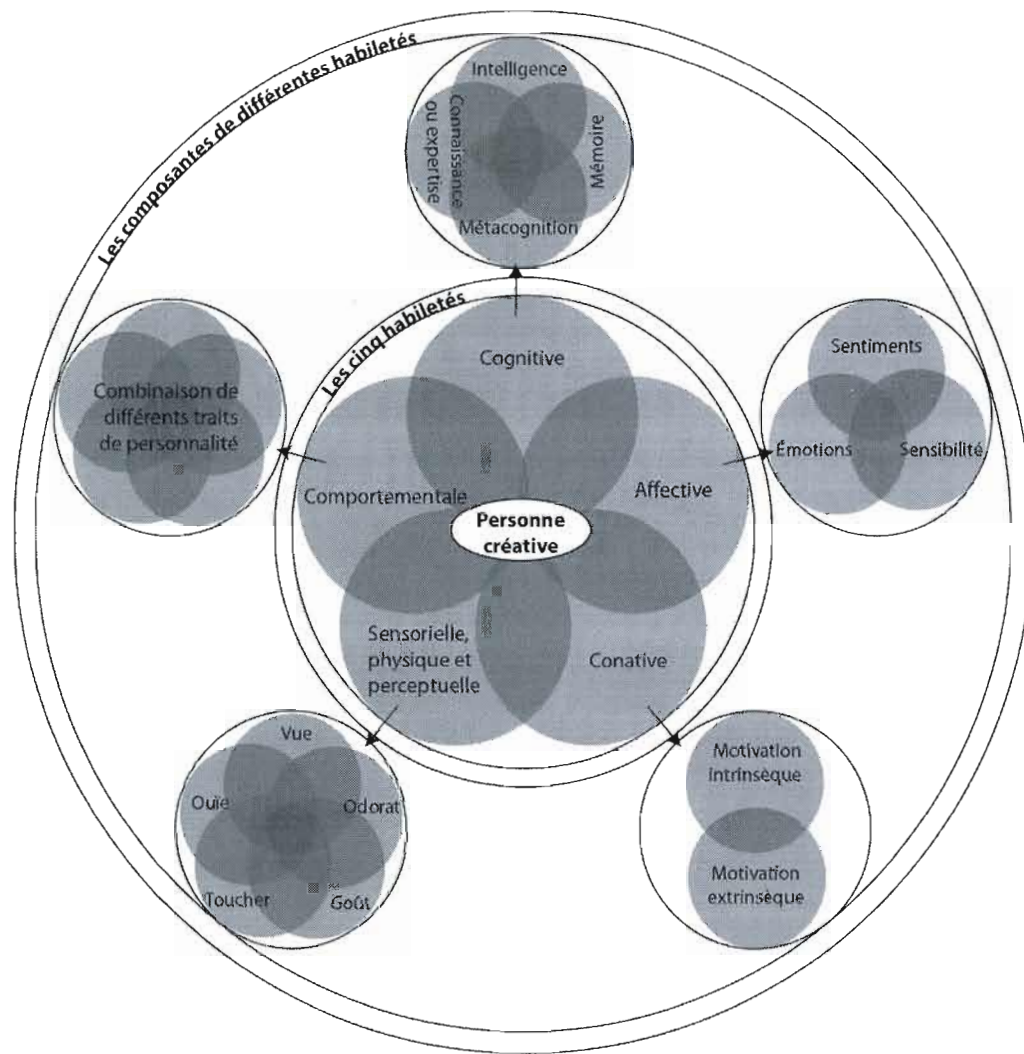 Les composantes de différentes habiletés
Intelligence
Connaissance
ou expertise
Mémoire
Métacognition
Les cinq habiletés
Cognitive
Sentiments
Émotions
Sensibilité
Combinaison de
différents traits
de personnalité
Comportementale
Affective
Personne
créative
Sensorielle,
physique et
perceptuelle
Conative
Vue
Ouïe
Odorat
Toucher
Goût
Motivation
intrinsèque
Motivation
extrinsèque